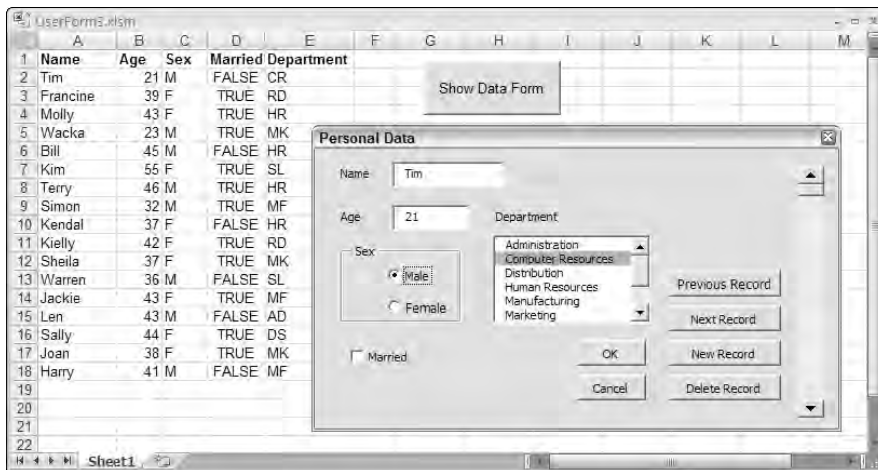 UserForm3.xlsm
A B C D E F G H I J K L M
1 Name Age Sex Married Department
2 Tim 21 M FALSE CR
3 Francine 39 F TRUE RD
4 Molly 43 F TRUE HR
5 Wacka 23 M TRUE MK
6 Bill 45 M FALSE HR
7 Kim 55 F TRUE SL
8 Terry 46 M TRUE HR
9 Simon 32 M TRUE MF
10 Kendal 37 F FALSE HR
11 Kielly 42 F TRUE RD
12 Sheila 37 F TRUE MK
13 Warren 36 M FALSE SL
14 Jackie 43 F TRUE MF
15 Len 43 M FALSE AD
16 Sally 44 F TRUE DS
17 Joan 38 F TRUE MK
18 Harry 41 M FALSE MF
19
20
21
22
Sheet1
Show Data Form
Personal Data
Name Tim
Age 21
Department
Administration
Computer Resources
Distribution
Human Resources
Manufacturing
Marketing
Sex
Male
Female
Married
OK
Cancel
Previous Record
Next Record
New Record
Delete Record